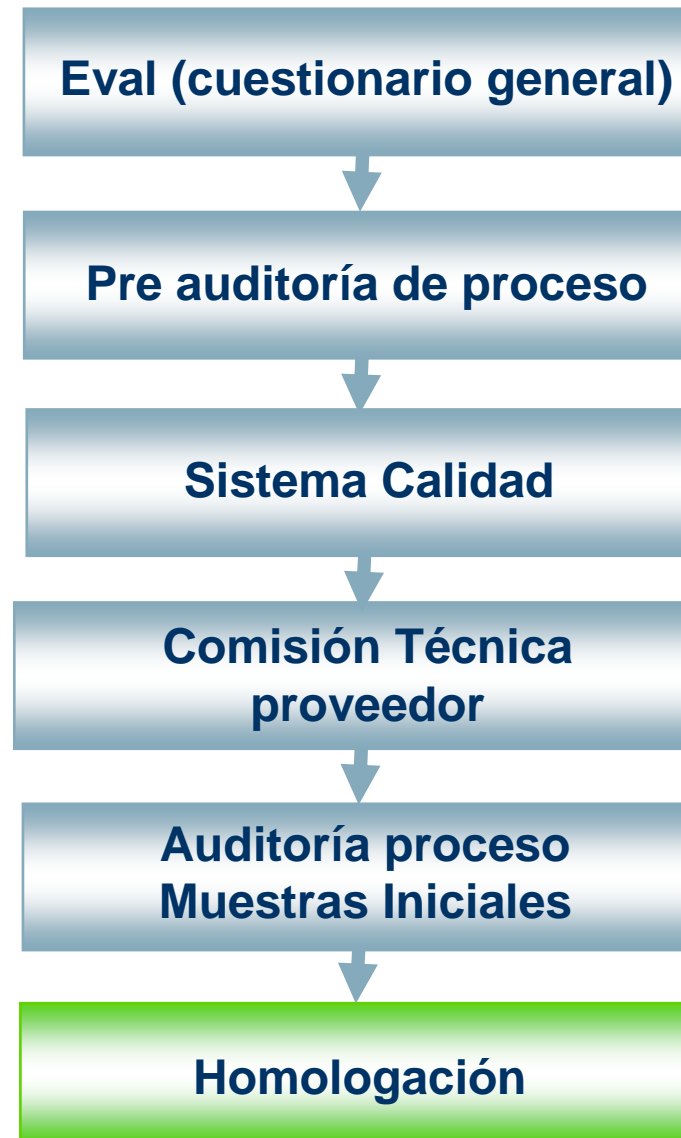 Eval (cuestionario general)
Pre auditoría de proceso
Sistema Calidad
Comisión Técnica
proveedor
Auditoría proceso
Muestras Iniciales
Homologación